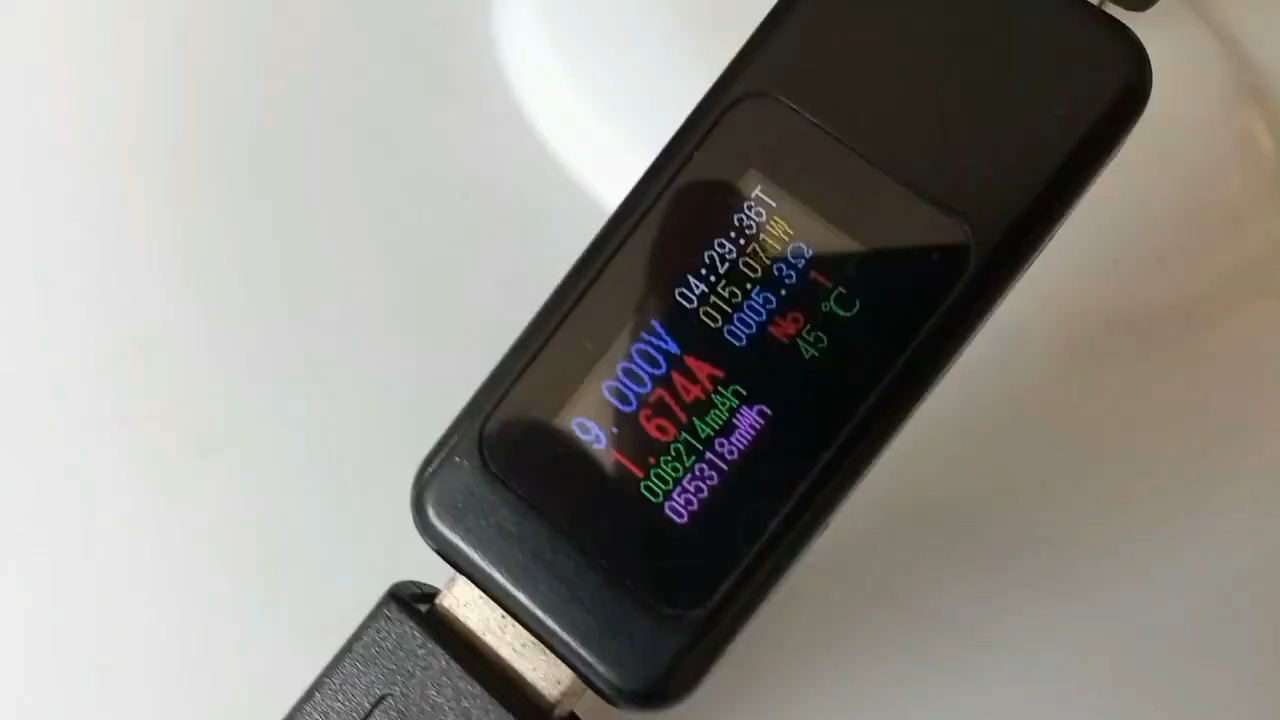 9.000V
1.674A
006214mAh
055318mWh
04:29:36T
015.071W
0005.3Ω
No 1
45 ℃